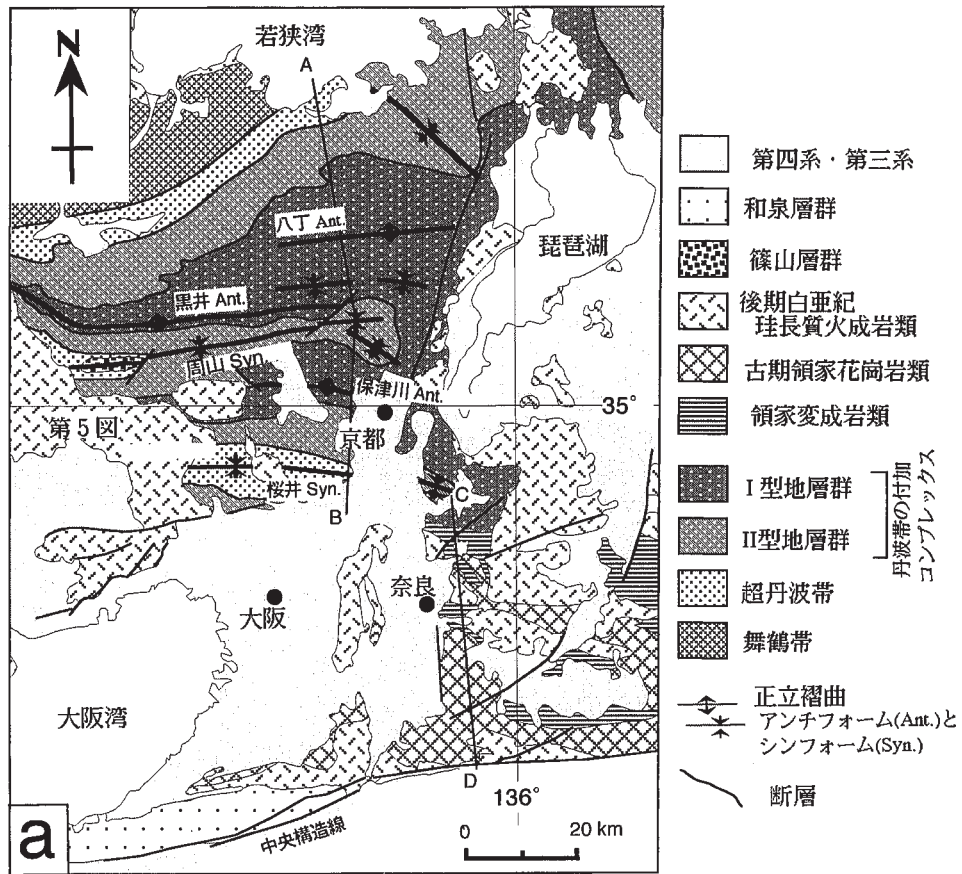 N
若狭湾
A
八丁 Ant.
琵琶湖
黒井 Ant.
周山 Syn.
保津川 Ant.
35°
第5図
京都
桜井 Syn.
C
B
奈良
大阪
大阪湾
D
136°
a
中央構造線
0 20 km
第四系・第三系
和泉層群
篠山層群
後期白亜紀
珪長質火成岩類
古期領家花崗岩類
領家変成岩類
I型地層群
II型地層群
丹波帯の付加
コンプレックス
超丹波帯
舞鶴帯
正立褶曲
アンチフォーム(Ant.)と
シンフォーム(Syn.)
断層